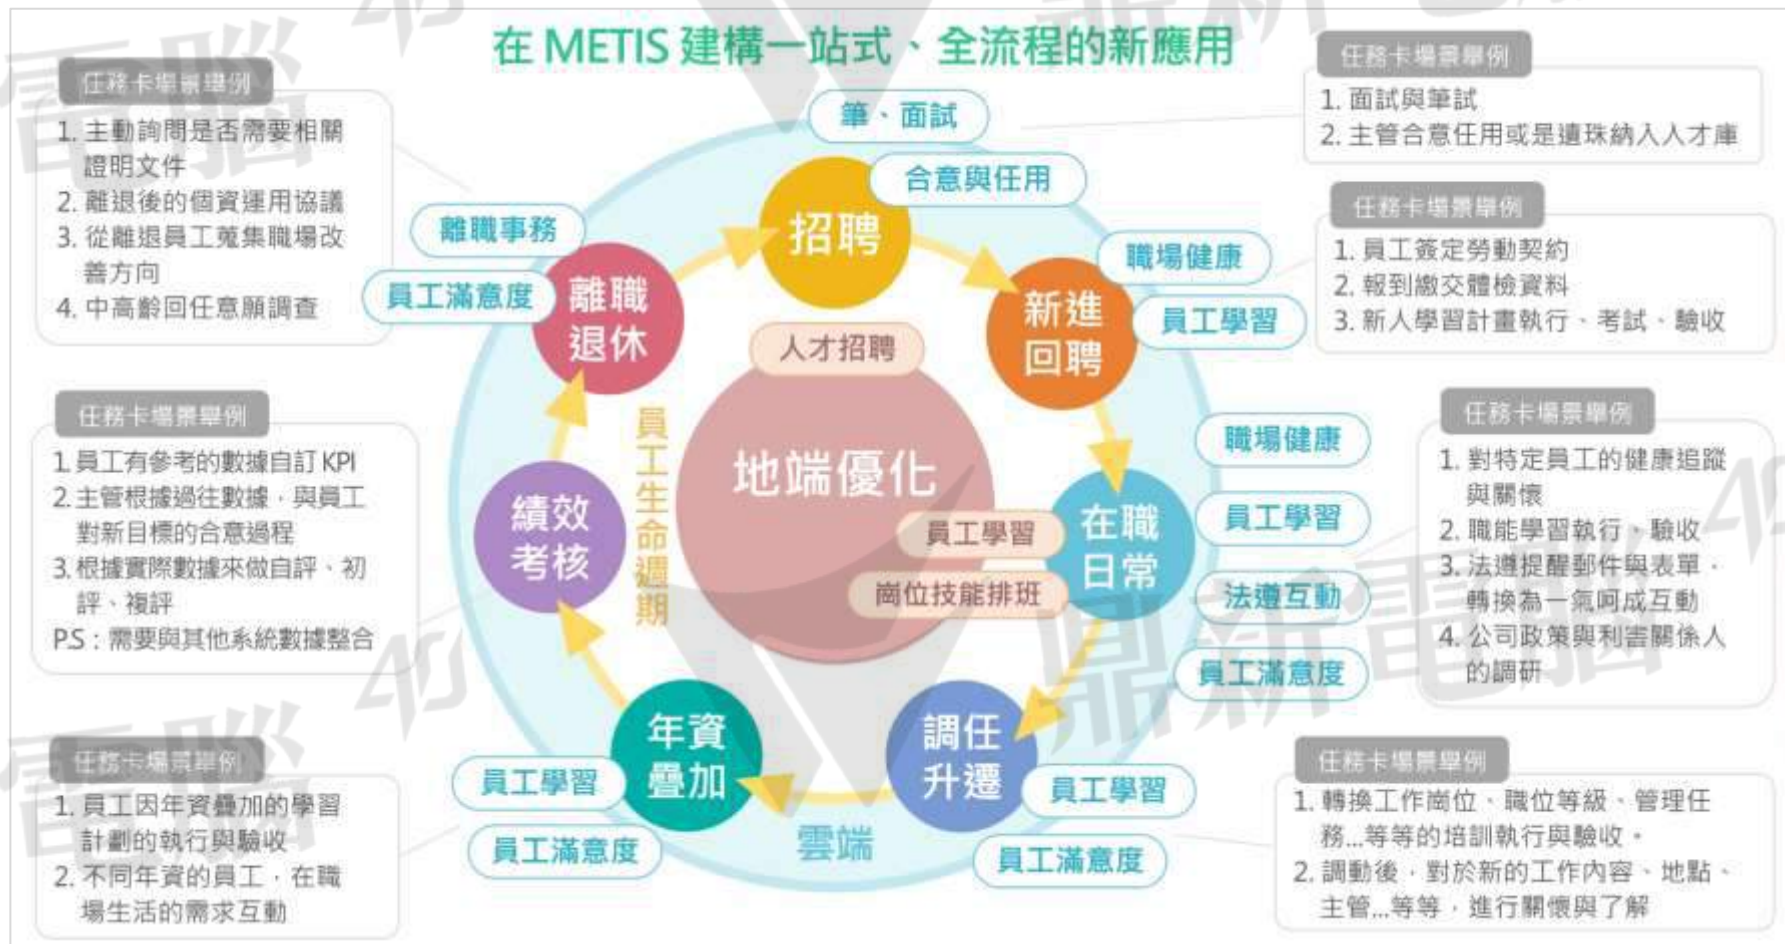 在 METIS 建構一站式、全流程的新應用
任務卡場景舉例
1. 主動詢問是否需要相關
證明文件
2. 離退後的個資運用協議
3. 從離退員工蒐集職場改
善方向
4. 中高齡回任意願調查
任務卡場景舉例
1. 面試與筆試
2. 主管合意任用或是遺珠納入人才庫
任務卡場景舉例
1. 員工簽定勞動契約
2. 報到繳交體檢資料
3. 新人學習計畫執行、考試、驗收
筆、面試
合意與任用
招聘
離職事務
員工滿意度
離職
退休
職場健康
員工學習
新進
回聘
人才招聘
地端優化
員工生命週期
員工學習
崗位技能排班
在職
日常
職場健康
員工學習
法遵互動
員工滿意度
任務卡場景舉例
1. 對特定員工的健康追蹤
與關懷
2. 職能學習執行，驗收
3. 法遵提醒郵件與表單，
轉換為一氣呵成互動
4. 公司政策與利害關係人
的調研
任務卡場景舉例
1.員工有參考的數據自訂 KPI
2.主管根據過往數據，與員工
對新目標的合意過程
3.根據實際數據來做自評、初
評、複評
PS：需要與其他系統數據整合
績效
考核
年資
疊加
員工學習
員工滿意度
雲端
調任
升遷
員工學習
員工滿意度
任務卡場景舉例
1. 員工因年資疊加的學習
計劃的執行與驗收
2. 不同年資的員工，在職
場生活的需求互動
任務卡場景舉例
1. 轉換工作崗位、職位等級、管理任
務...等等的培訓執行與驗收。
2. 調動後，對於新的工作內容、地點、
主管...等等，進行關懷與了解
鼎新電腦
電腦
電腦